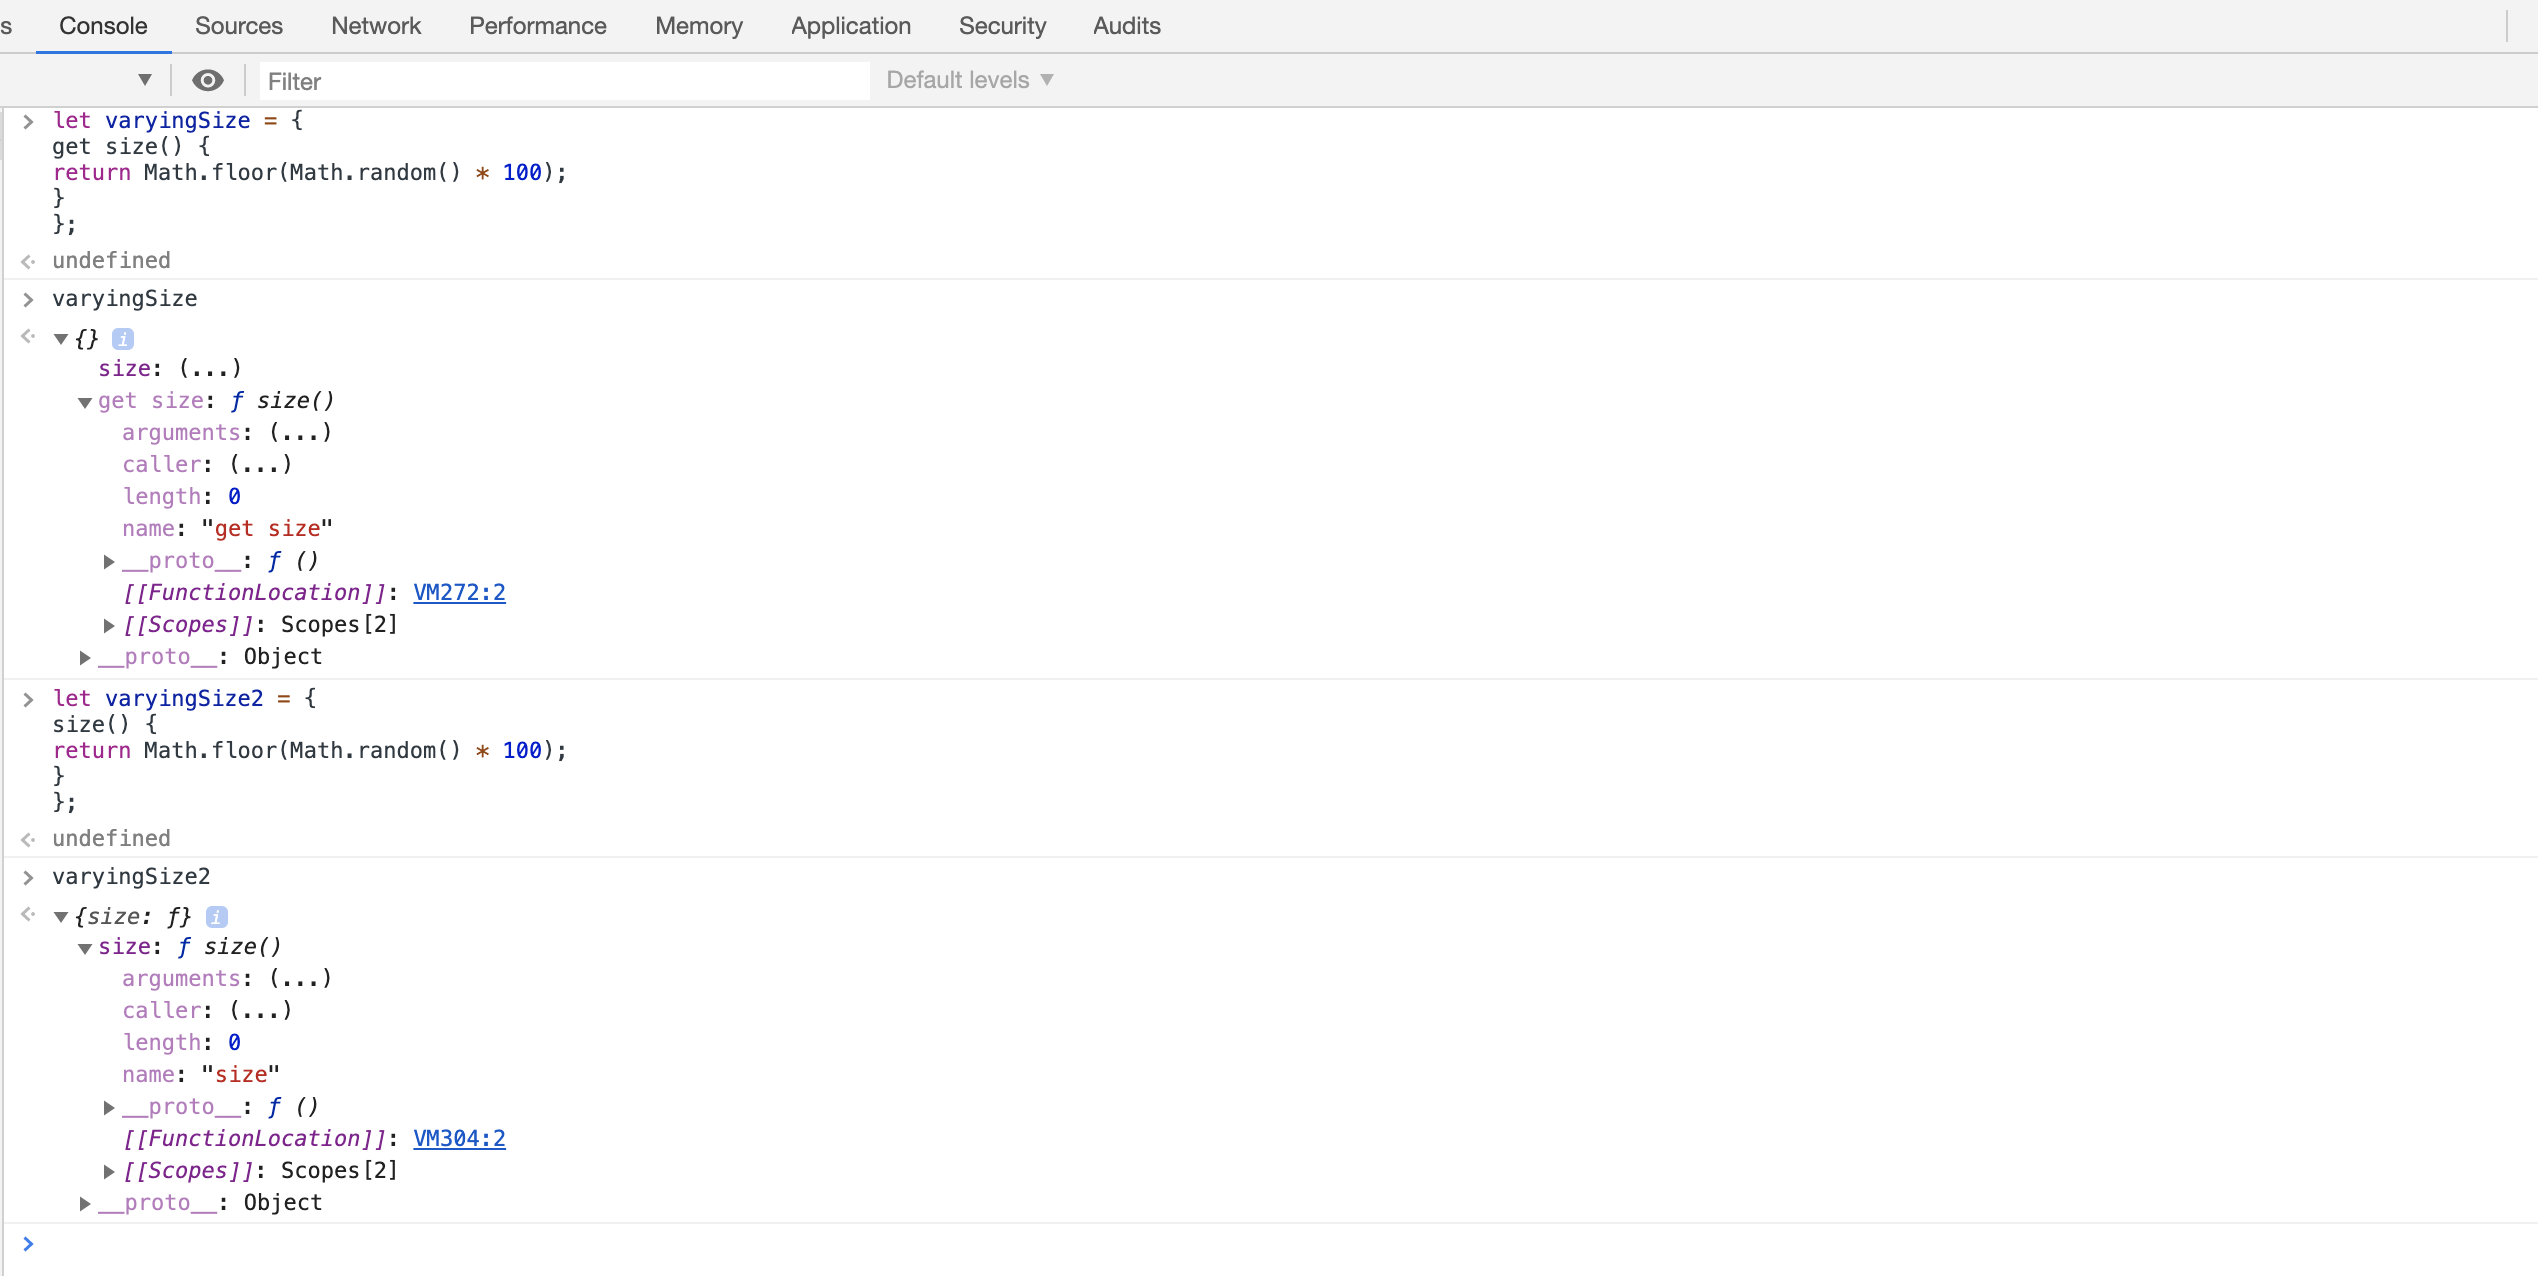 s Console Sources Network Performance Memory Application Security Audits
Filter Default levels ▼
> let varyingSize = {
get size() {
return Math.floor(Math.random() * 100);
}
};
undefined
> varyingSize
{} i
size: (...)
get size: ƒ size()
arguments: (...)
caller: (...)
length: 0
name: "get size"
__proto__: ƒ ()
[[FunctionLocation]]: VM272:2
[[Scopes]]: Scopes[2]
__proto__: Object
> let varyingSize2 = {
size() {
return Math.floor(Math.random() * 100);
}
};
undefined
> varyingSize2
{size: ƒ} i
size: ƒ size()
arguments: (...)
caller: (...)
length: 0
name: "size"
__proto__: ƒ ()
[[FunctionLocation]]: VM304:2
[[Scopes]]: Scopes[2]
__proto__: Object
>